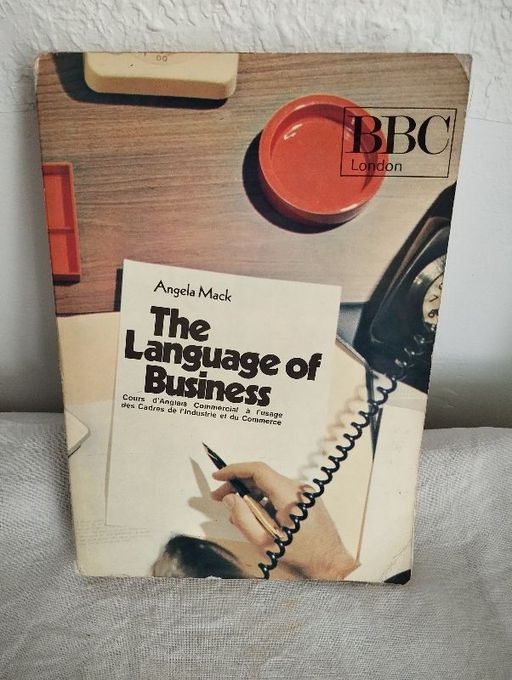 BBC
London
Angela Mack
The
Language of
Business
Cours d'Anglais Commercial à l'usage
des Cadres de l'Industrie et du Commerce